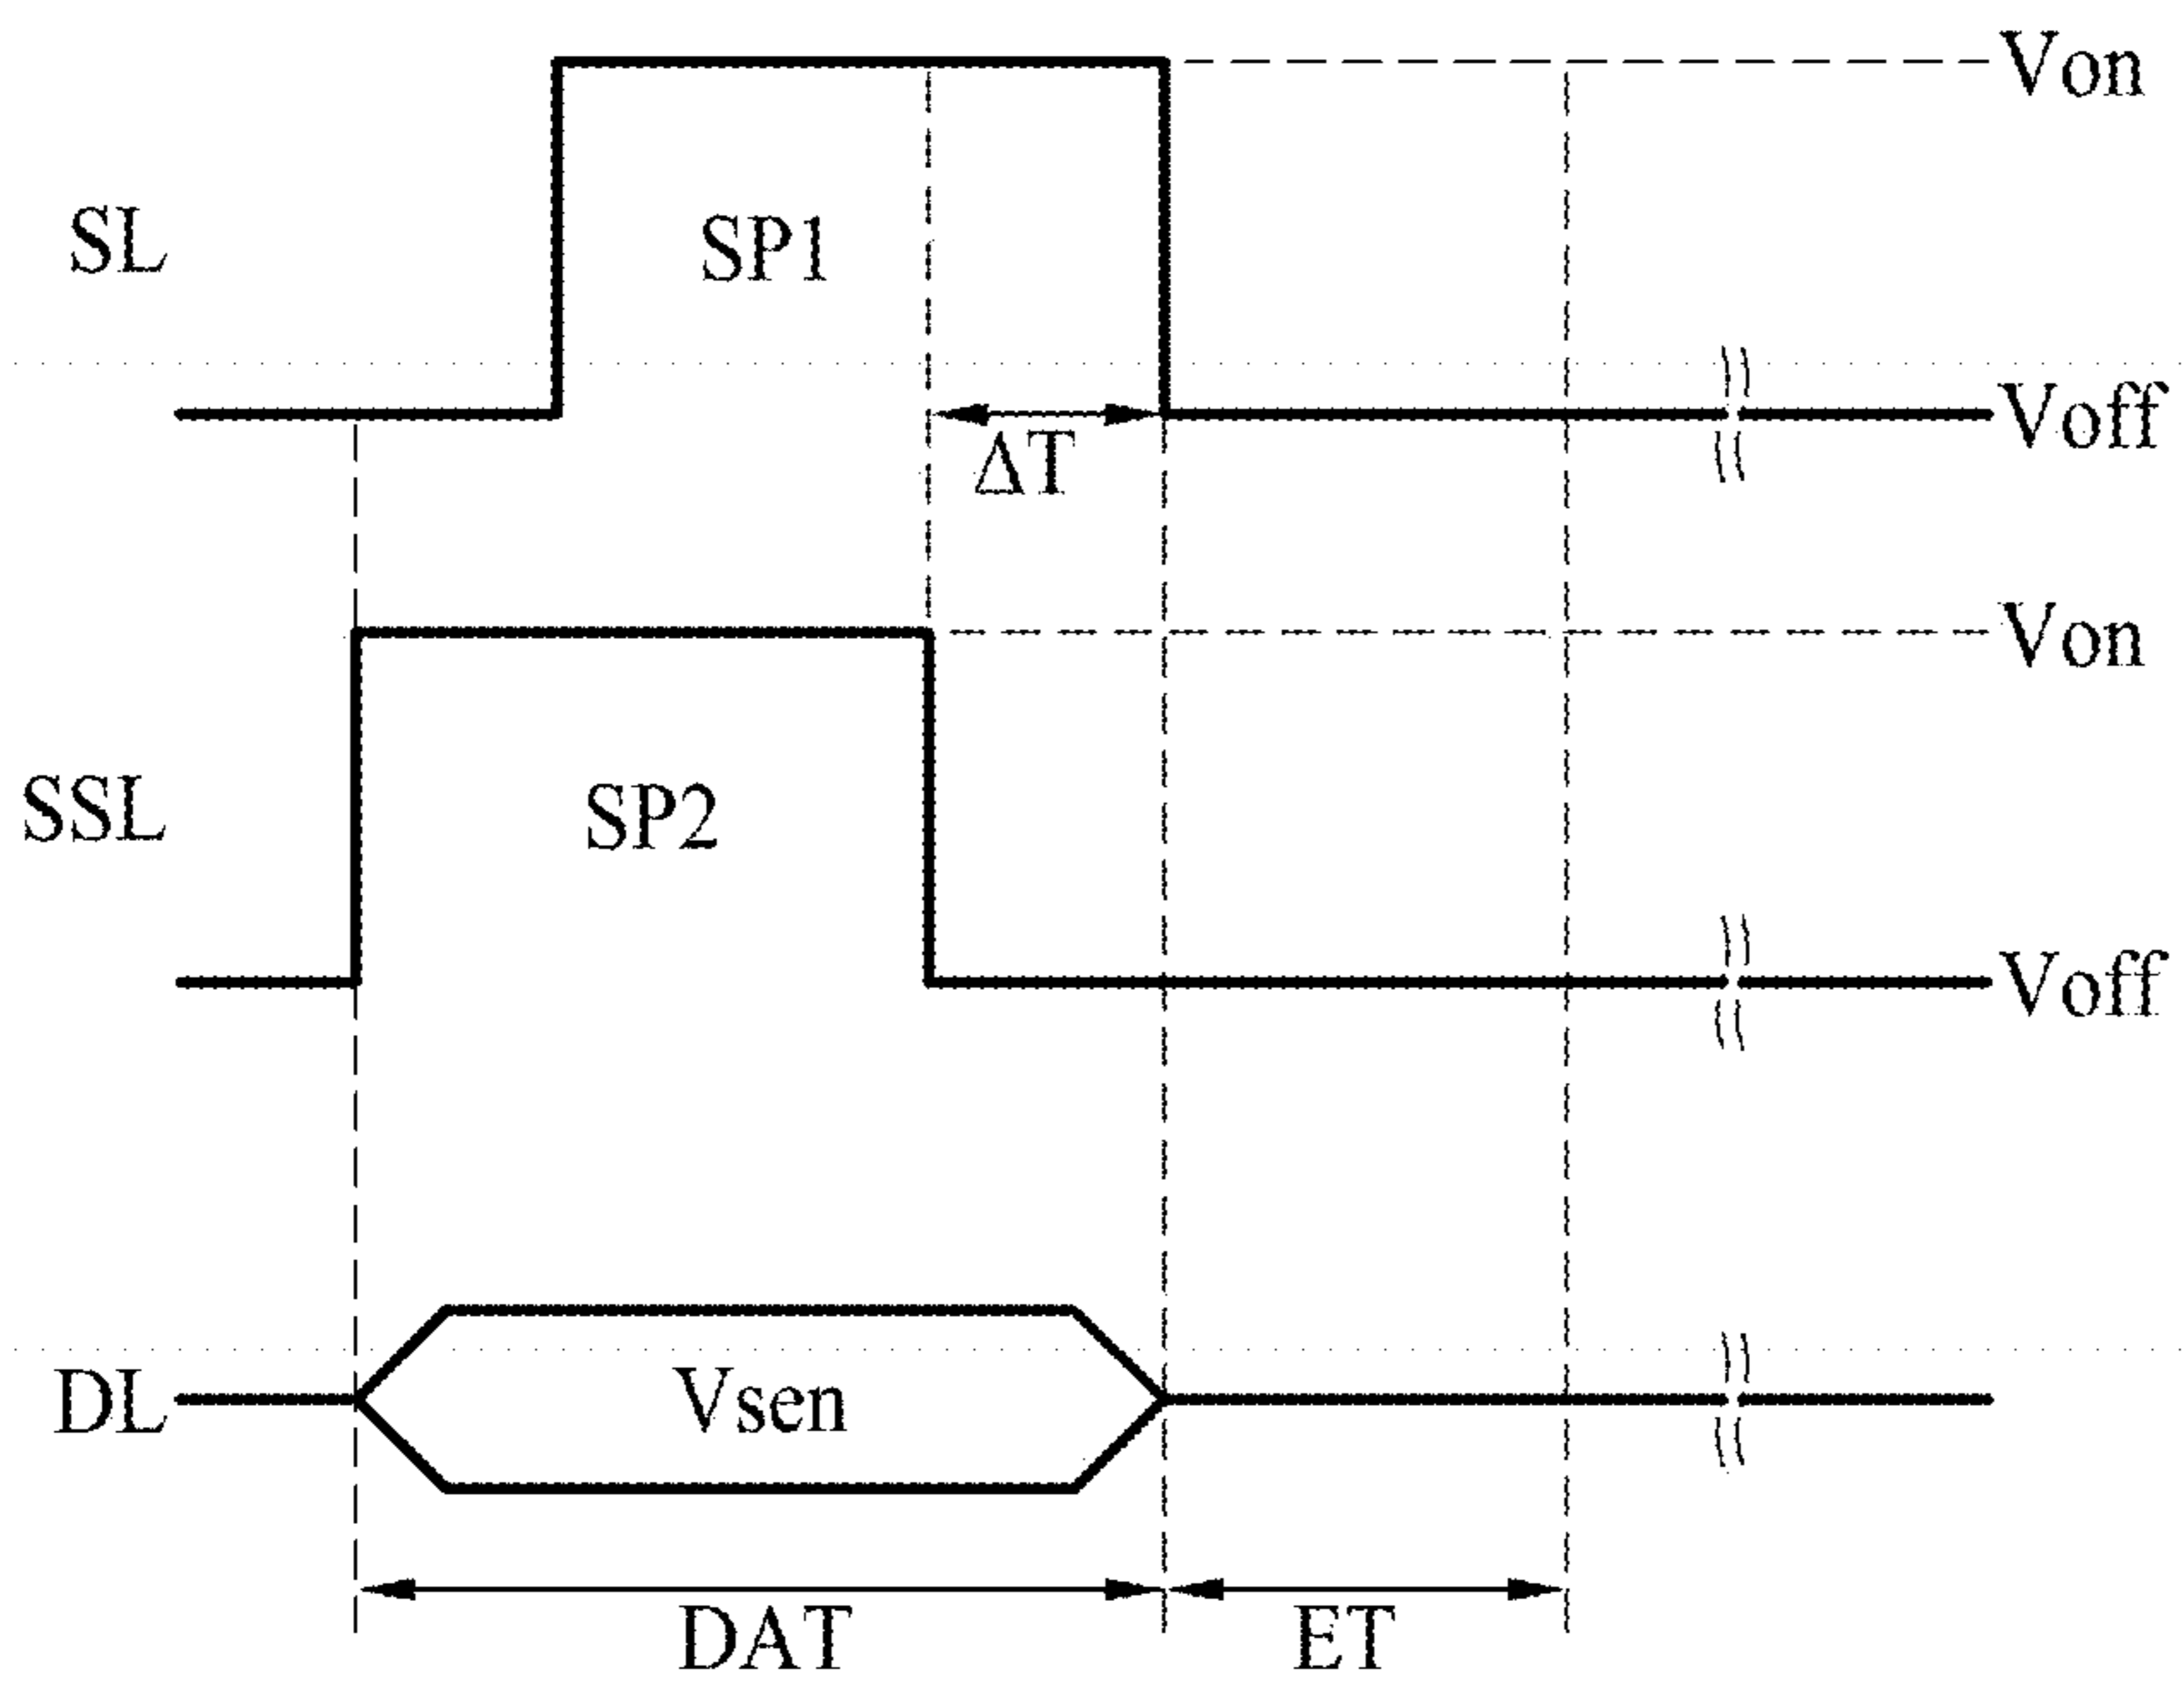 Von
SL
SP1
Voff
ΔT
Von
SSL
SP2
Voff
DL
Vsen
DAT
ET